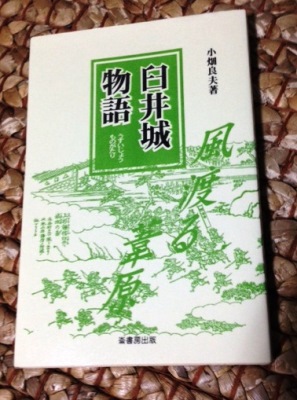 小畑良夫著
臼井城
物語
うすいじょう
ものがたり
風渡る
葦原
崙書房出版